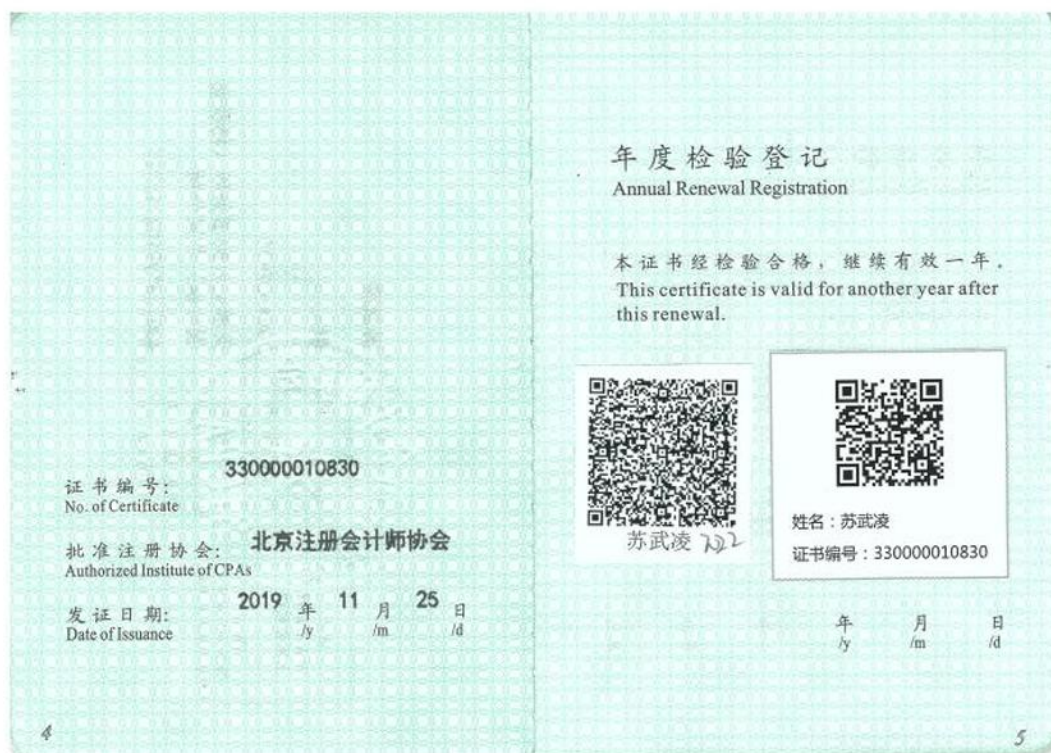 330000010830
证书编号:
No. of Certificate
批准注册协会: 北京注册会计师协会
Authorized Institute of CPAs
发证日期: 2019 年 11 月 25 日
Date of Issuance /y /m /d
4
年度检验登记
Annual Renewal Registration
本证书经检验合格，继续有效一年．
This certificate is valid for another year after
this renewal.
苏武凌 2022
姓名：苏武凌
证书编号：330000010830
年 月 日
/y /m /d
5